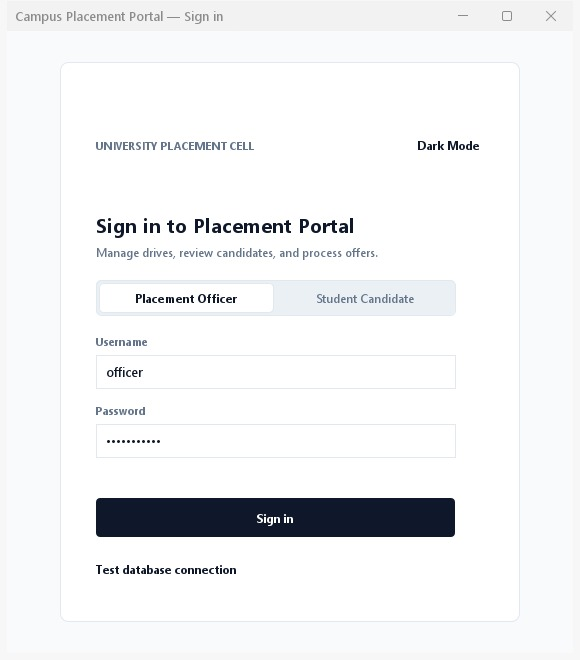 Campus Placement Portal — Sign in
UNIVERSITY PLACEMENT CELL
Dark Mode
Sign in to Placement Portal
Manage drives, review candidates, and process offers.
Placement Officer
Student Candidate
Username
officer
Password
•••••••••••
Sign in
Test database connection